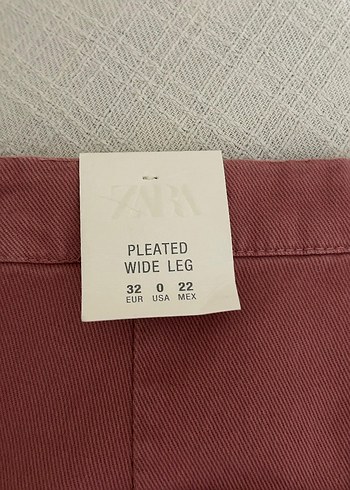 ZARA
PLEATED
WIDE LEG
32 0 22
EUR USA MEX